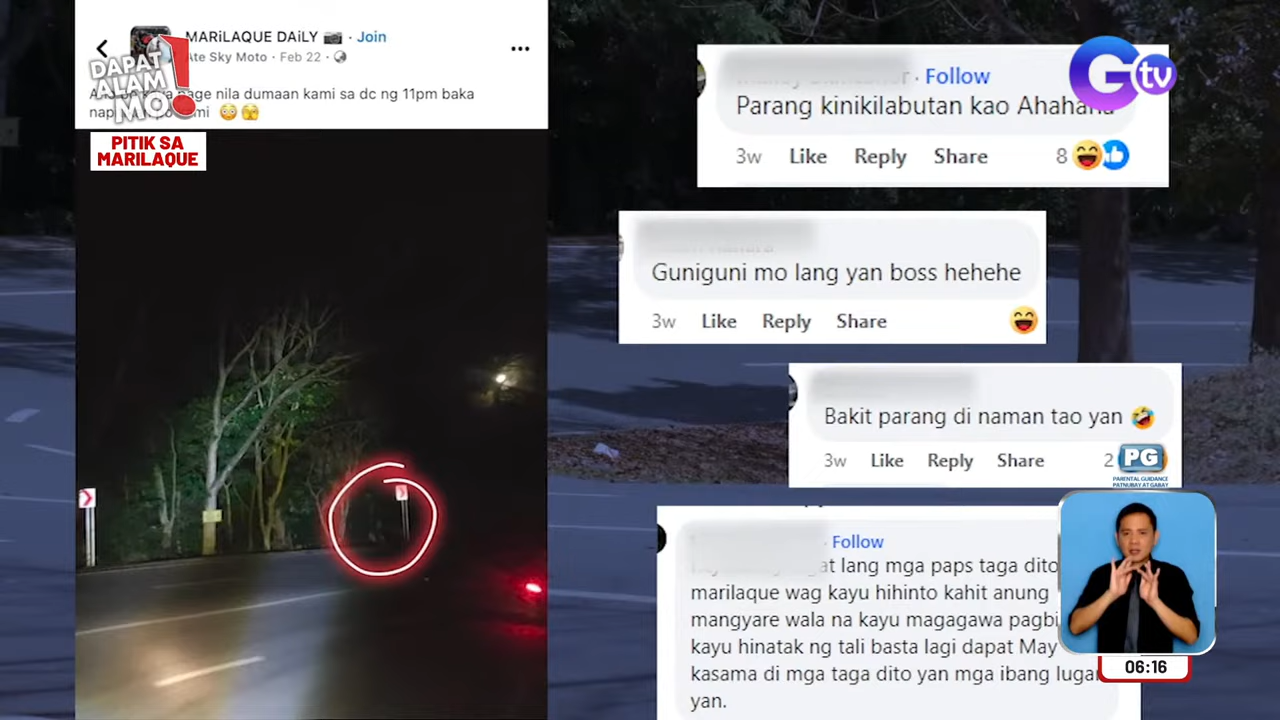 MARiLAQUE DAiLY · Join
Ate Sky Moto · Feb 22 ·
page nila dumaan kami sa dc ng 11pm baka
DAPAT
ALAM
MO!
PITIK SA
MARILAQUE
Follow
Parang kinikilabutan kao Ahahaha
3w Like Reply Share 8
Gtv
Guniguni mo lang yan boss hehehe
3w Like Reply Share
Bakit parang di naman tao yan
3w Like Reply Share 2
PG
PARENTAL GUIDANCE
PATNUBAY AT GABAY
Follow
lang mga paps taga dito
marilaque wag kayu hihinto kahit anung
mangyare wala na kayu magagawa
kayu hinatak ng tali basta lagi dapat May
kasama di mga taga dito yan mga ibang lugar
yan.
06:16